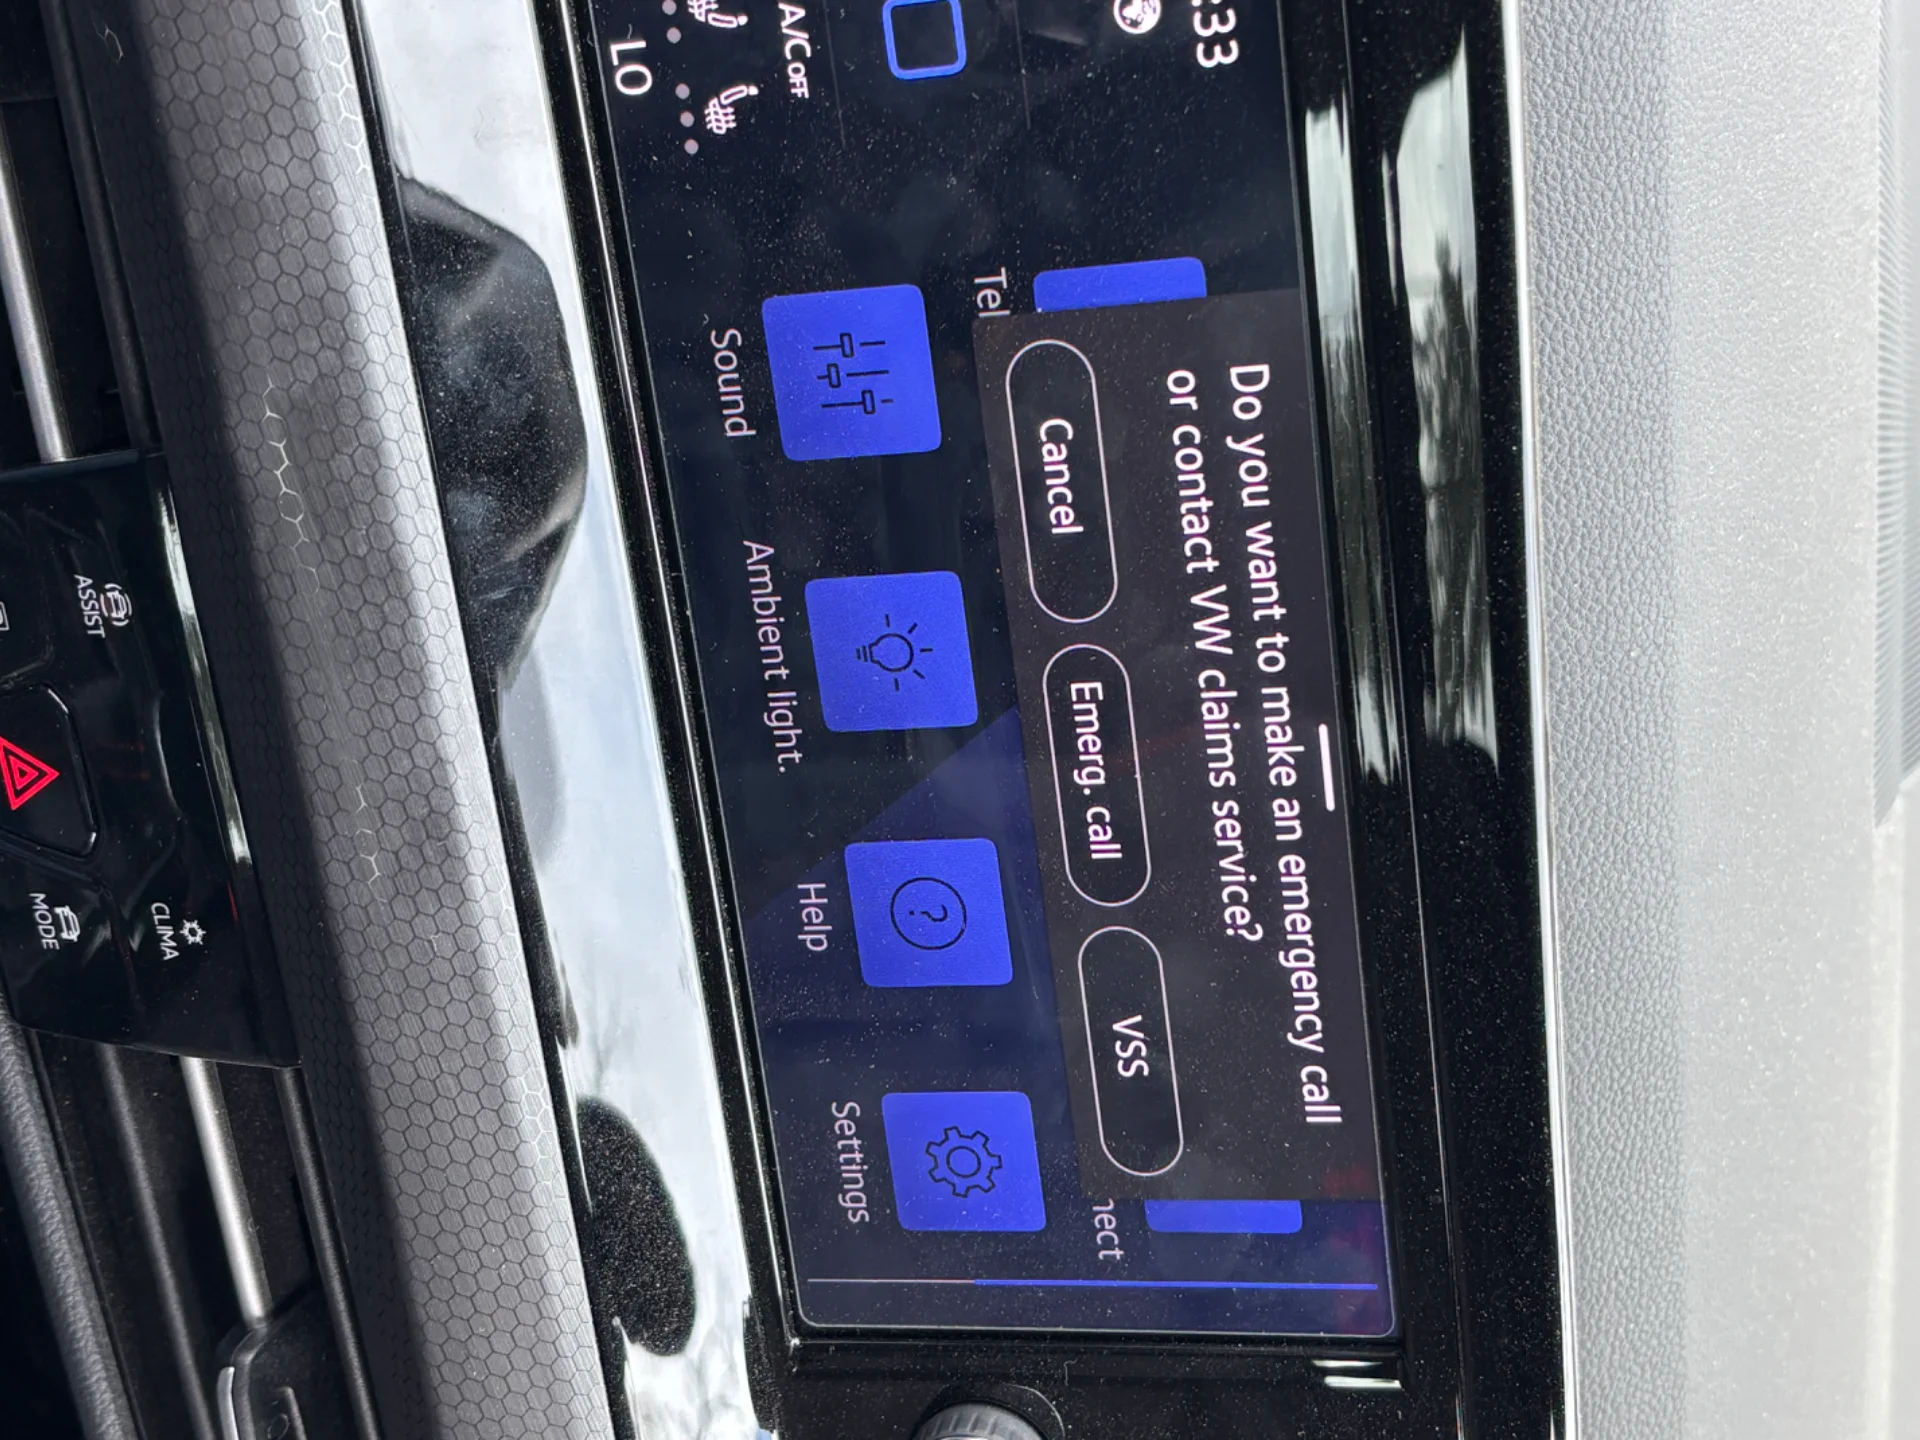 :33
Do you want to make an emergency call
or contact VW claims service?
Cancel
Emerg. call
VSS
Tel
nect
A/C OFF
Sound
Ambient light.
Help
Settings
LO
ASSIST
CLIMA
MODE